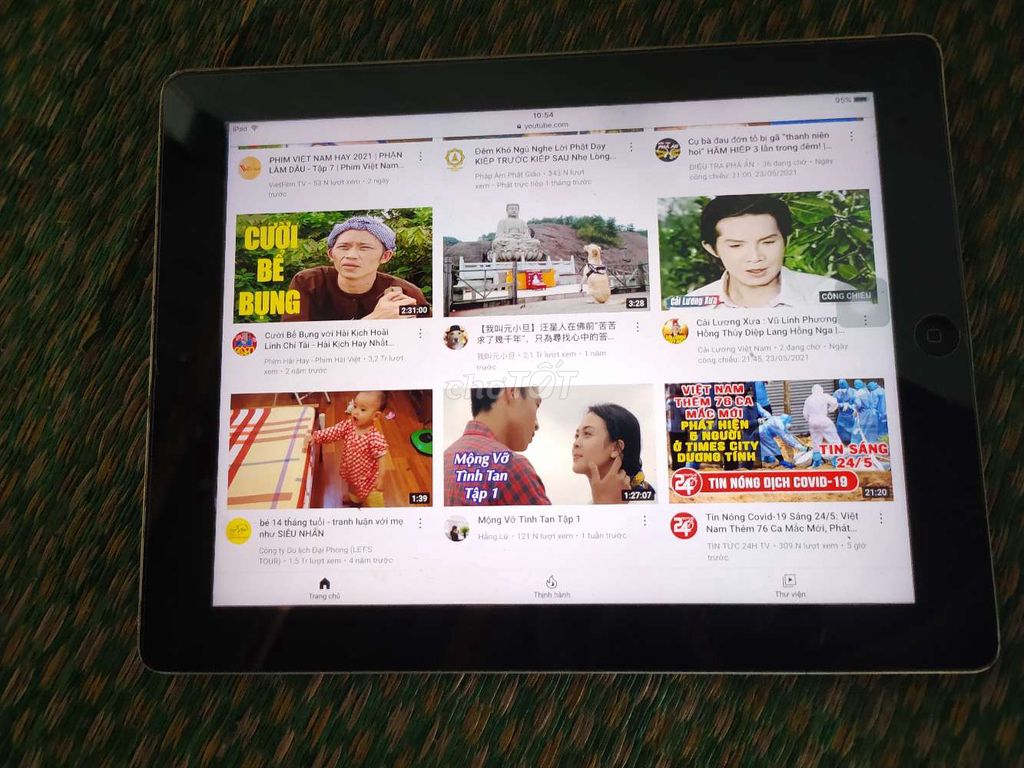 iPad
10:54
youtube.com
95%
PHIM VIỆT NAM HAY 2021 | PHẬN
LÀM DÂU - Tập 7 | Phim Việt Nam...
VietFilm TV • 53 N lượt xem • 2 ngày
trước
Đêm Khó Ngủ Nghe Lời Phật Dạy
KIẾP TRƯỚC KIẾP SAU Nhẹ Lòng...
Pháp Âm Phật Giáo • 343 N lượt
xem • Phát trực tiếp 1 tháng trước
Cụ bà đau đớn tố bị gã "thanh niên
hoi" HÃM HIẾP 3 lần trong đêm! |...
ĐIỀU TRA PHÁ ÁN • 36 đang chờ • Ngày
công chiếu: 21:00, 23/05/2021
CƯỜI
BỂ
BỤNG
2:31:00
3:28
Cải Lương Xưa
CÔNG CHIẾU
Cười Bể Bụng với Hài Kịch Hoài
Linh Chí Tài - Hài Kịch Hay Nhất...
Phim Hài Hay - Phim Hài Việt • 3,2 Tr lượt
xem • 2 năm trước
【我叫元小旦】汪星人在佛前"苦苦
求了幾千年"，只為尋找心中的答...
我叫元小旦 • 2,1 Tr lượt xem • 1 năm
trước
Cải Lương Xưa : Vũ Linh Phượng
Hồng Thủy Diệp Lang Hồng Nga |...
Cải Lương Việt Nam • 2 đang chờ • Ngày
công chiếu: 21:45, 23/05/2021
chợTỐT
1:39
Mộng Vỡ
Tình Tan
Tập 1
1:27:07
VIỆT NAM
THÊM 76 CA
MẮC MỚI
PHÁT HIỆN
5 NGƯỜI
Ở TIMES CITY
DƯƠNG TÍNH
TIN SÁNG
24/5
24
TIN NÓNG DỊCH COVID-19
21:20
bé 14 tháng tuổi - tranh luận với mẹ
như SIÊU NHÂN
Công ty Du lịch Đại Phong (LET'S
TOUR) • 1,5 Tr lượt xem • 4 năm trước
Mộng Vỡ Tình Tan Tập 1
Hằng Lừ • 121 N lượt xem • 1 tuần trước
24
Tin Nóng Covid-19 Sáng 24/5: Việt
Nam Thêm 76 Ca Mắc Mới, Phát...
TIN TỨC 24H TV • 309 N lượt xem • 5 giờ
trước
Trang chủ
Thịnh hành
Thư viện